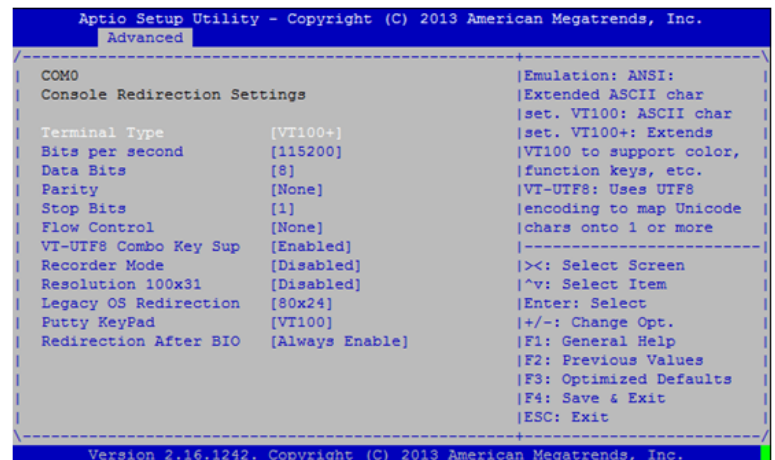 Aptio Setup Utility - Copyright (C) 2013 American Megatrends, Inc.
Advanced
/----------------------------------------------------+------------------------\
| COM0 |Emulation: ANSI: |
| Console Redirection Settings |Extended ASCII char |
| |set. VT100: ASCII char |
| Terminal Type [VT100+] |set. VT100+: Extends |
| Bits per second [115200] |VT100 to support color, |
| Data Bits [8] |function keys, etc. |
| Parity [None] |VT-UTF8: Uses UTF8 |
| Stop Bits [1] |encoding to map Unicode |
| Flow Control [None] |chars onto 1 or more |
| VT-UTF8 Combo Key Sup [Enabled] |------------------------|
| Recorder Mode [Disabled] |><: Select Screen |
| Resolution 100x31 [Disabled] |^v: Select Item |
| Legacy OS Redirection [80x24] |Enter: Select |
| Putty KeyPad [VT100] |+/-: Change Opt. |
| Redirection After BIO [Always Enable] |F1: General Help |
| |F2: Previous Values |
| |F3: Optimized Defaults |
| |F4: Save & Exit |
| |ESC: Exit |
\----------------------------------------------------+------------------------/
Version 2.16.1242. Copyright (C) 2013 American Megatrends, Inc.